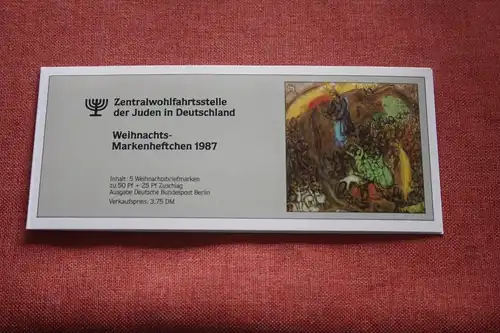 Zentralwohlfahrtsstelle
der Juden in Deutschland
Weihnachts-
Markenheftchen 1987
Inhalt: 5 Weihnachtsbriefmarken
zu 50 Pf + 25 Pf Zuschlag
Ausgabe Deutsche Bundespost Berlin
Verkaufspreis: 3,75 DM